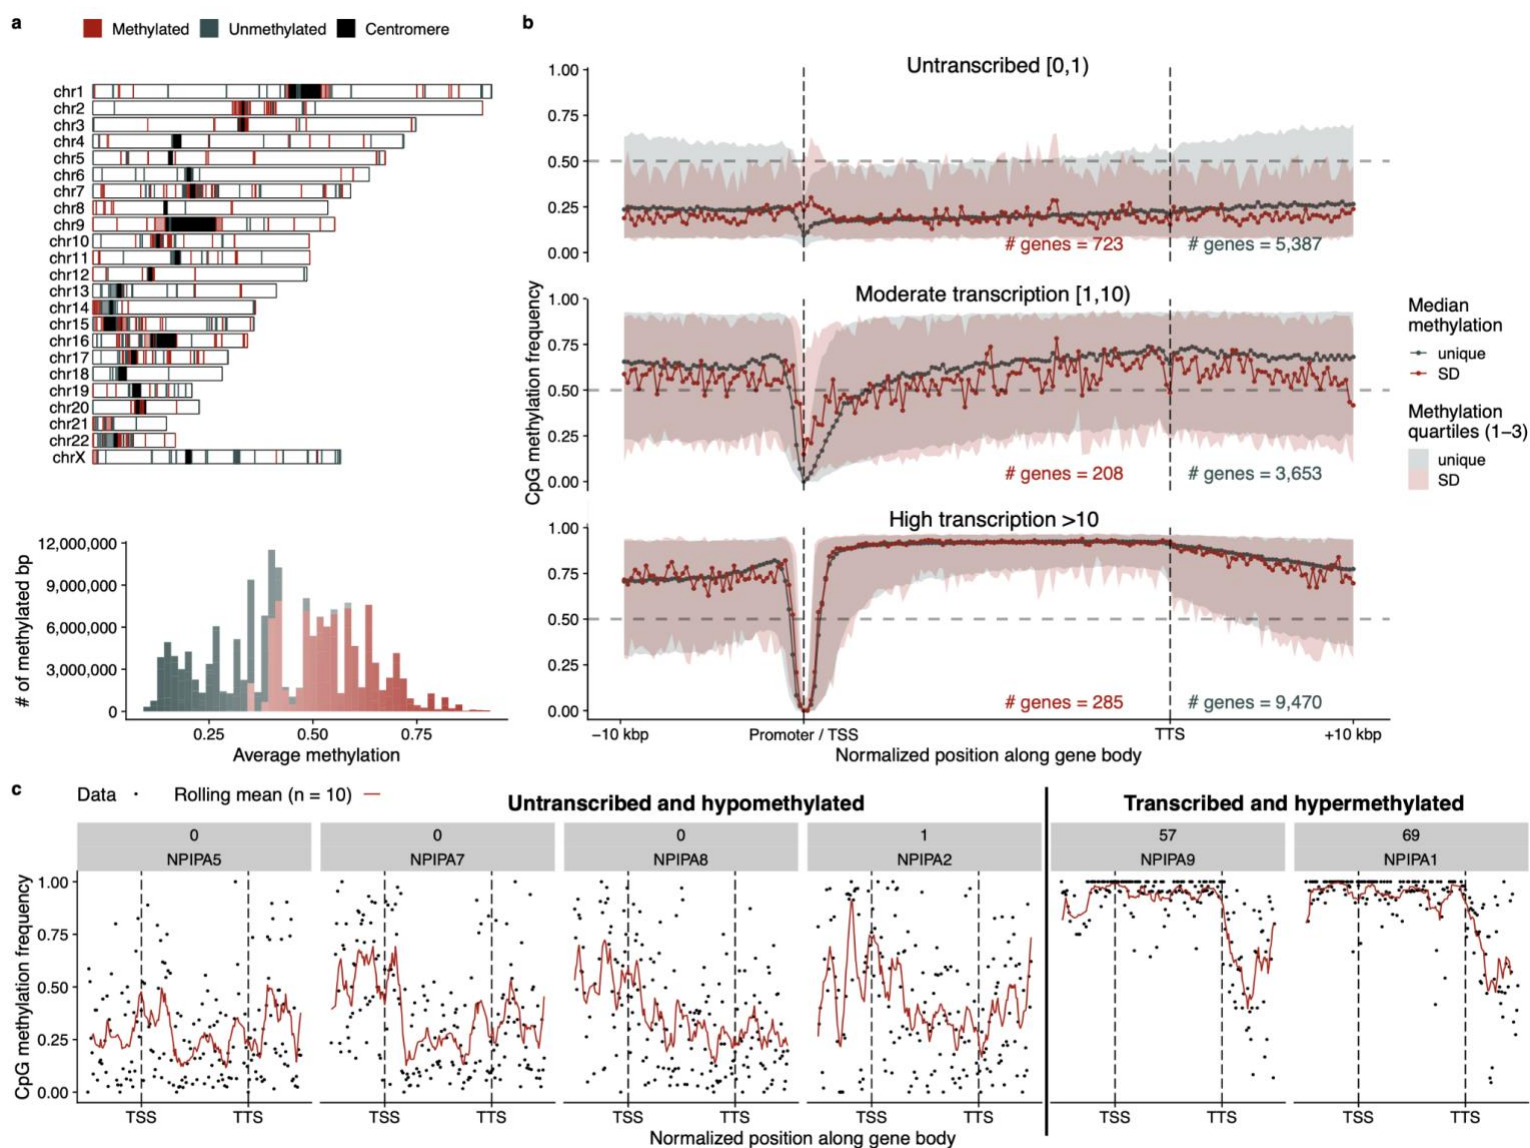 a
Methylated Unmethylated Centromere
chr1
chr2
chr3
chr4
chr5
chr6
chr7
chr8
chr9
chr10
chr11
chr12
chr13
chr14
chr15
chr16
chr17
chr18
chr19
chr20
chr21
chr22
chrX
# of methylated bp
12,000,000
9,000,000
6,000,000
3,000,000
0
0.25 0.50 0.75
Average methylation
b
CpG methylation frequency
Untranscribed [0,1)
1.00
0.75
0.50
0.25
0.00
# genes = 723 # genes = 5,387
Moderate transcription [1,10)
1.00
0.75
0.50
0.25
0.00
# genes = 208 # genes = 3,653
High transcription >10
1.00
0.75
0.50
0.25
0.00
# genes = 285 # genes = 9,470
−10 kbp Promoter / TSS TTS +10 kbp
Normalized position along gene body
Median
methylation
unique
SD
Methylation
quartiles (1–3)
unique
SD
c
Data Rolling mean (n = 10)
Untranscribed and hypomethylated Transcribed and hypermethylated
0 0 0 1 57 69
NPIPA5 NPIPA7 NPIPA8 NPIPA2 NPIPA9 NPIPA1
CpG methylation frequency
1.00
0.75
0.50
0.25
0.00
TSS TTS TSS TTS TSS TTS TSS TTS TSS TTS TSS TTS
Normalized position along gene body